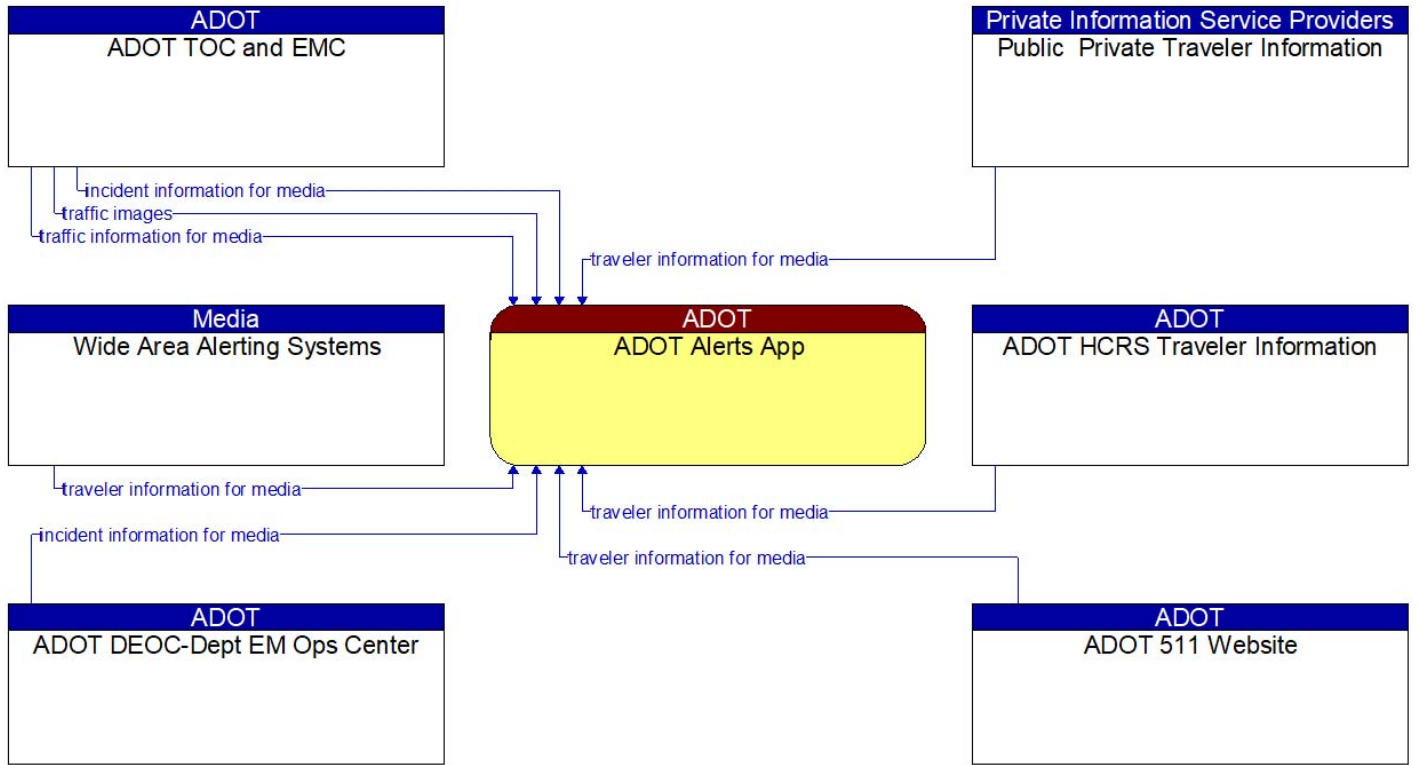 ADOT
ADOT TOC and EMC
Private Information Service Providers
Public  Private Traveler Information
incident information for media
traffic images
traffic information for media
traveler information for media
Media
Wide Area Alerting Systems
ADOT
ADOT Alerts App
ADOT
ADOT HCRS Traveler Information
traveler information for media
traveler information for media
incident information for media
traveler information for media
ADOT
ADOT DEOC-Dept EM Ops Center
ADOT
ADOT 511 Website